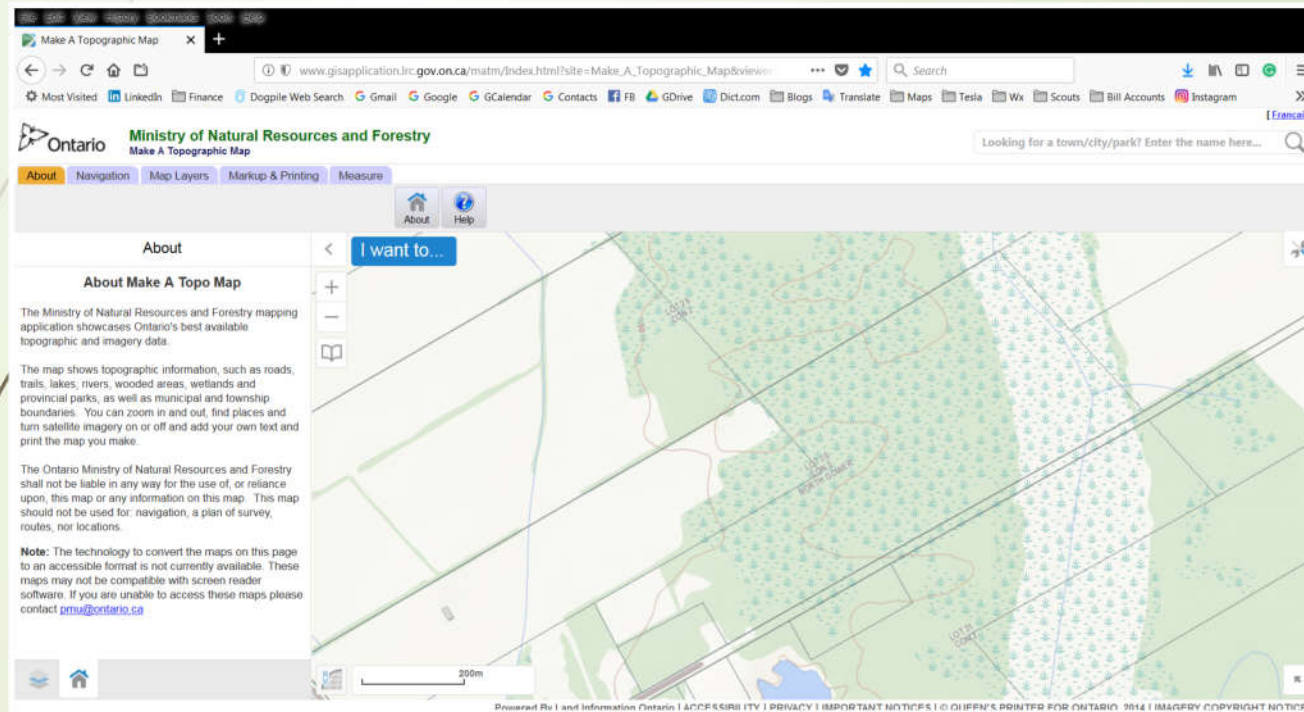 File Edit View History Bookmarks Tools Help
Make A Topographic Map
www.gisapplication.lrc.gov.on.ca/matm/Index.html?site=Make_A_Topographic_Map&viewer
Search
Most Visited LinkedIn Finance Dogpile Web Search Gmail Google GCalendar Contacts FB GDrive Dict.com Blogs Translate Maps Tesla Wx Scouts Bill Accounts Instagram
[Français
Ontario
Ministry of Natural Resources and Forestry
Make A Topographic Map
Looking for a town/city/park? Enter the name here...
About Navigation Map Layers Markup & Printing Measure
About Help
About
I want to...
About Make A Topo Map
The Ministry of Natural Resources and Forestry mapping
application showcases Ontario's best available
topographic and imagery data.
The map shows topographic information, such as roads,
trails, lakes, rivers, wooded areas, wetlands and
provincial parks, as well as municipal and township
boundaries. You can zoom in and out, find places and
turn satellite imagery on or off and add your own text and
print the map you make.
The Ontario Ministry of Natural Resources and Forestry
shall not be liable in any way for the use of, or reliance
upon, this map or any information on this map. This map
should not be used for: navigation, a plan of survey,
routes, nor locations.
Note: The technology to convert the maps on this page
to an accessible format is not currently available. These
maps may not be compatible with screen reader
software. If you are unable to access these maps please
contact pmu@ontario.ca
200m
Powered By Land Information Ontario | ACCESSIBILITY | PRIVACY | IMPORTANT NOTICES | © QUEEN'S PRINTER FOR ONTARIO, 2014 | IMAGERY COPYRIGHT NOTICE